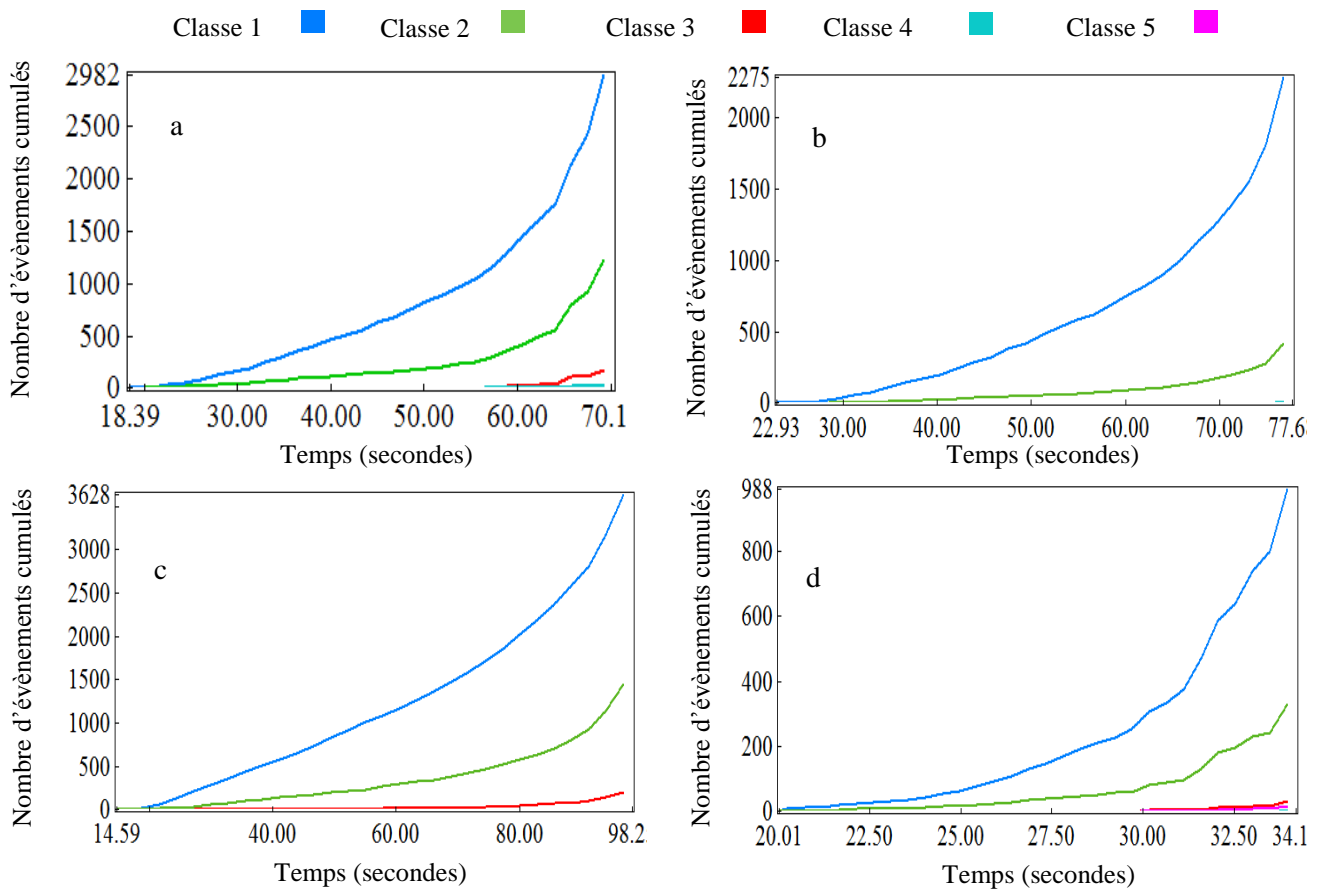 Classe 1 Classe 2 Classe 3 Classe 4 Classe 5
Nombre d'évènements cumulés
2982
2500
2000
1500
1000
500
0
a
18.39 30.00 40.00 50.00 60.00 70.1
Temps (secondes)
Nombre d'évènements cumulés
2275
2000
1500
1000
500
0
b
22.93 30.00 40.00 50.00 60.00 70.00 77.6
Temps (secondes)
Nombre d'évènements cumulés
3628
3000
2500
2000
1500
1000
500
0
c
14.59 40.00 60.00 80.00 98.2
Temps (secondes)
Nombre d'évènements cumulés
988
800
600
400
200
0
d
20.01 22.50 25.00 27.50 30.00 32.50 34.1
Temps (secondes)